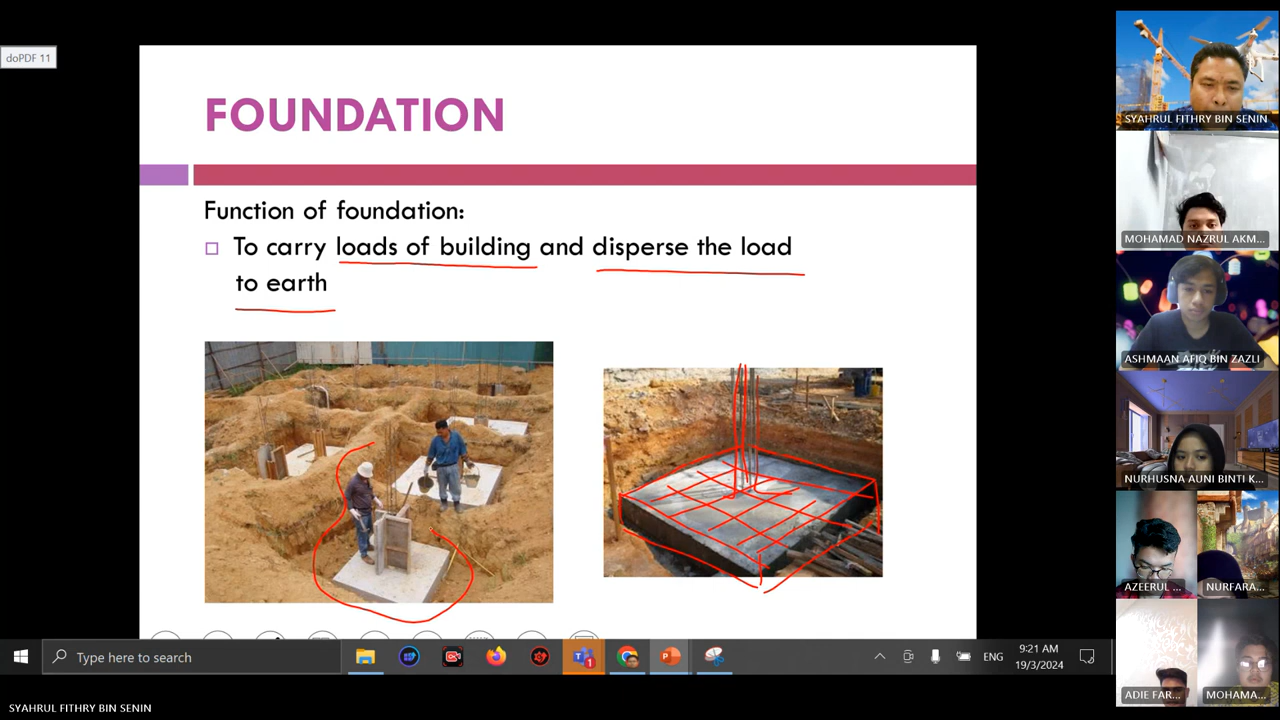 doPDF 11
FOUNDATION
Function of foundation:
To carry loads of building and disperse the load
to earth
SYAHRUL FITHRY BIN SENIN
MOHAMAD NAZRUL AKM...
ASHMAAN AFIQ BIN ZAZLI
NURHUSNA AUNI BINTI K...
AZEERUL ...
NURFARA...
ADIE FAR...
MOHAMA...
Type here to search
1
ENG
9:21 AM
19/3/2024
SYAHRUL FITHRY BIN SENIN